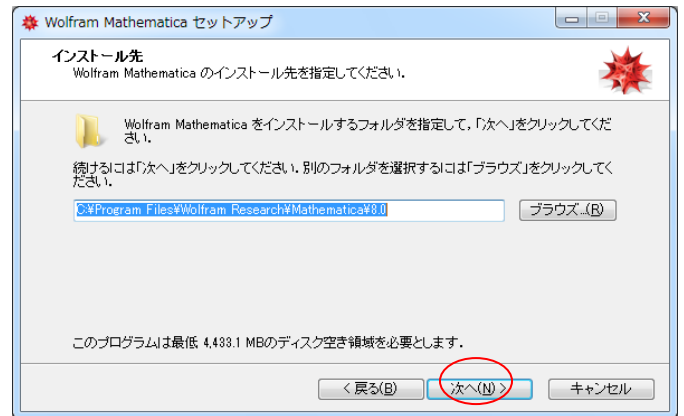 Wolfram Mathematica セットアップ
インストール先
Wolfram Mathematica のインストール先を指定してください.
Wolfram Mathematica をインストールするフォルダを指定して, 「次へ」をクリックしてくだ
さい.
続けるには「次へ」をクリックしてください. 別のフォルダを選択するには「ブラウズ」をクリックしてく
ださい.
C:¥Program Files¥Wolfram Research¥Mathematica¥8.0
ブラウズ...(R)
このプログラムは最低 4,433.1 MBのディスク空き領域を必要とします.
< 戻る(B)
次へ(N) >
キャンセル